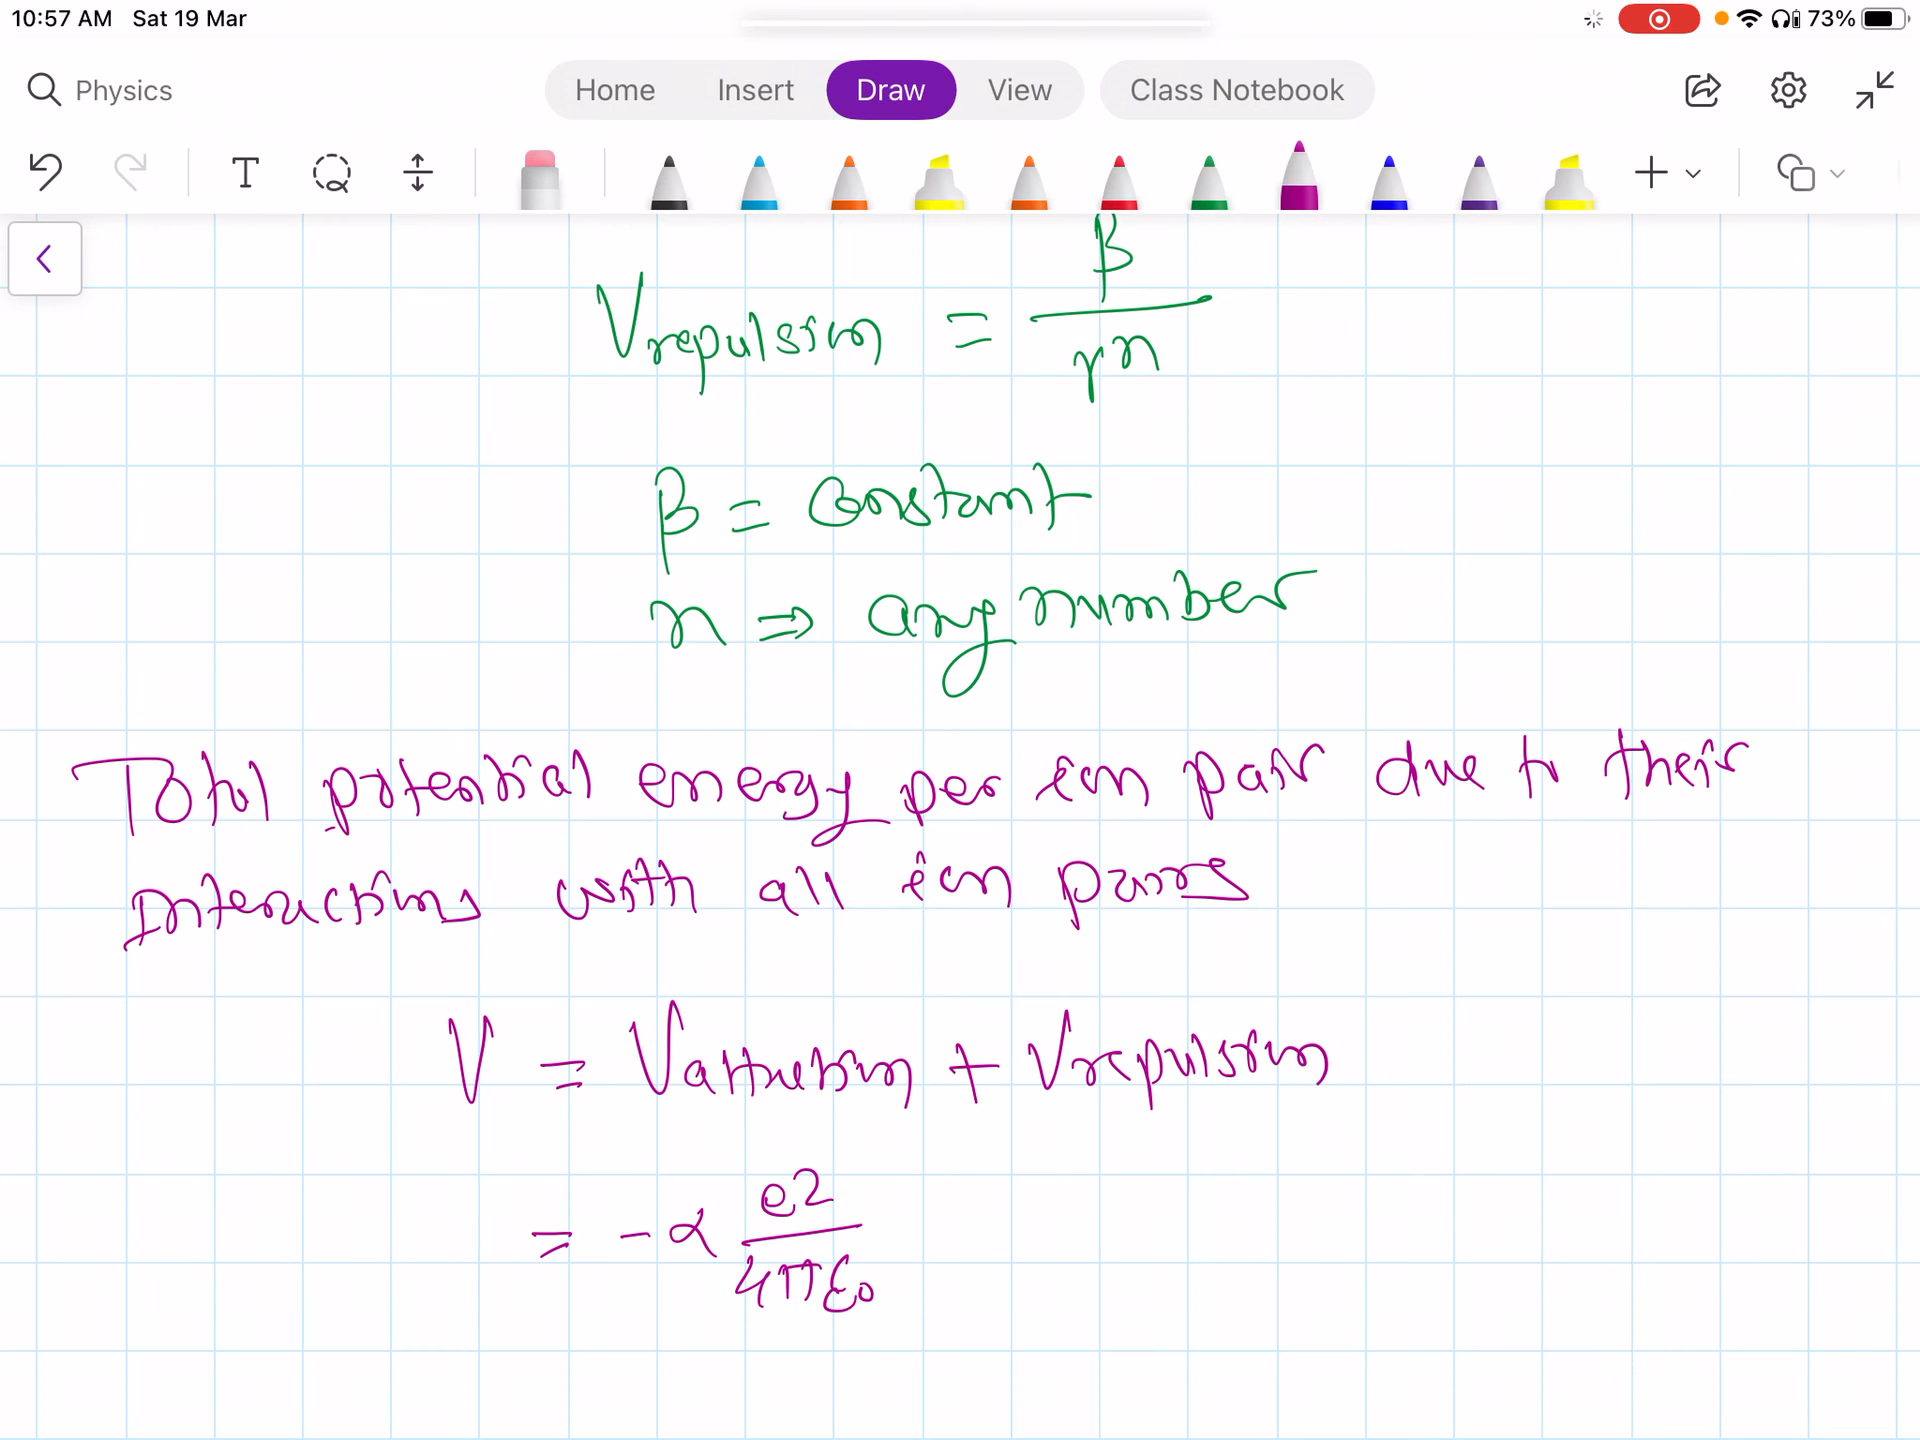 10:57 AM Sat 19 Mar 73%
Physics Home Insert Draw View Class Notebook
T
V repulsion = β / r^n
β = Constant
n ⇒ any number
Total potential energy per ion pair due to their
interactions with all ion pairs
V = V attraction + V repulsion
= - α e2 / 4πε0